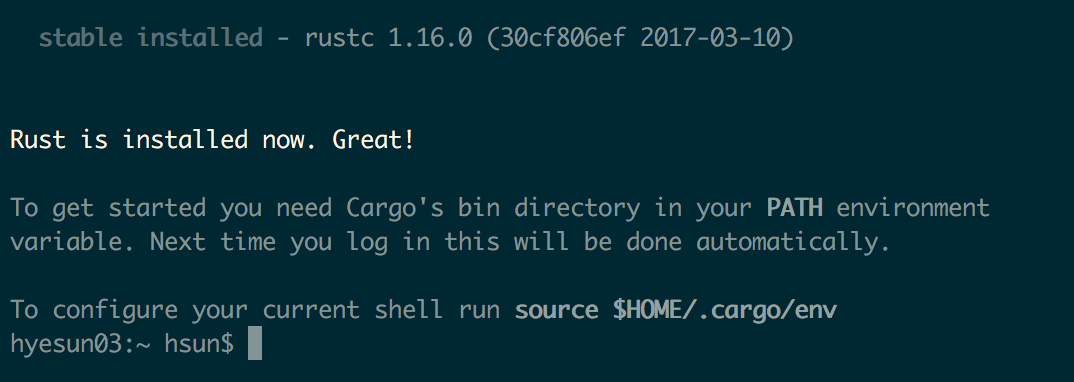 stable installed - rustc 1.16.0 (30cf806ef 2017-03-10)
Rust is installed now. Great!
To get started you need Cargo's bin directory in your PATH environment
variable. Next time you log in this will be done automatically.
To configure your current shell run source $HOME/.cargo/env
hyesun03:~ hsun$